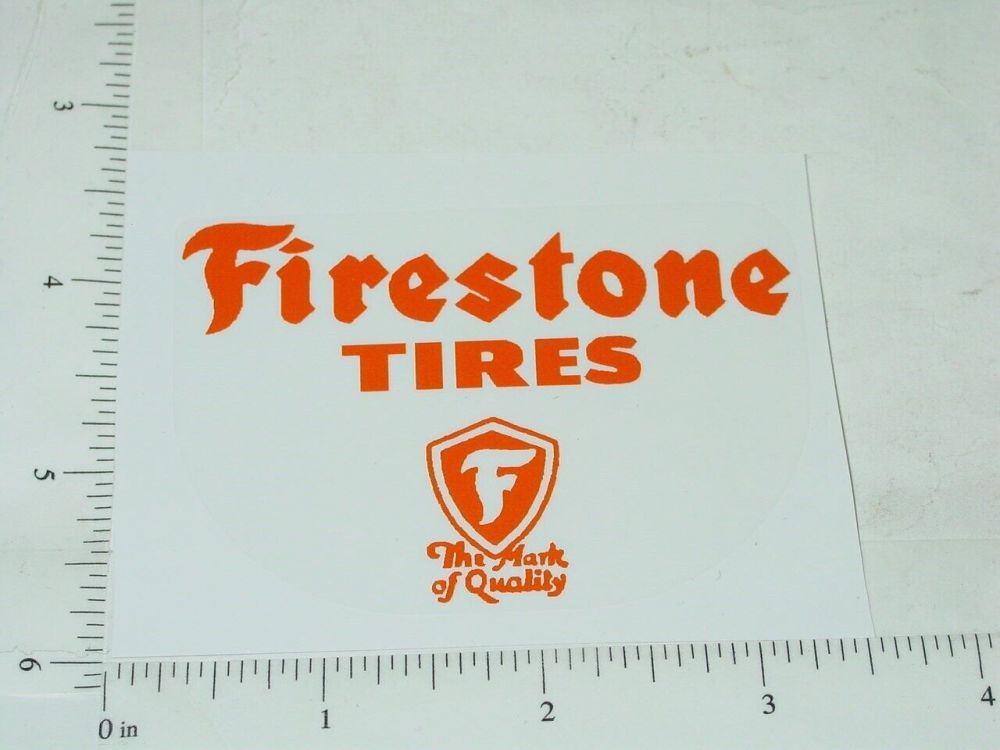 3
4
5
6
Firestone
TIRES
F
The Mark
of Quality
0 in 1 2 3 4